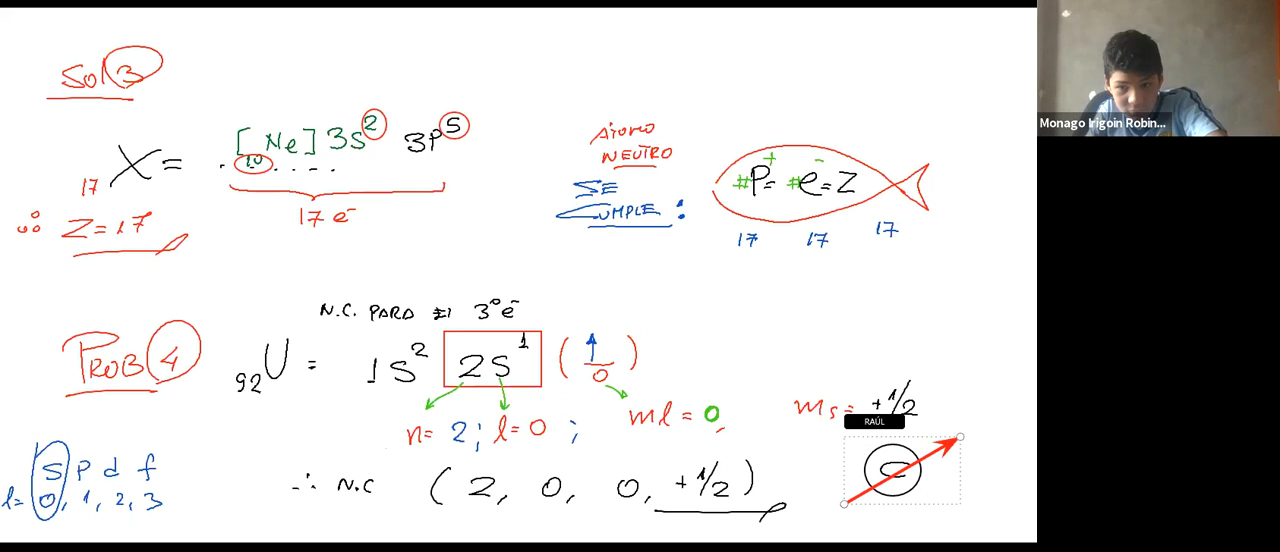 Sol 3
17 X = [Ne] 3S² 3P⁵
10 . . . .
17 e⁻
∴ Z = 17
ATOMO
NEUTRO
SE
CUMPLE :
#P⁺ = #e⁻ = Z
17 17 17
Monago Irigoin Robin...
N.C. PARA El 3° e⁻
PROB 4
92 U = 1S² 2S¹ (↑/0)
n = 2 ; l = 0 ; ml = 0,
ms = +1/2
RAÚL
S P d f
l = 0, 1, 2, 3
∴ N.C (2, 0, 0, +1/2)
C